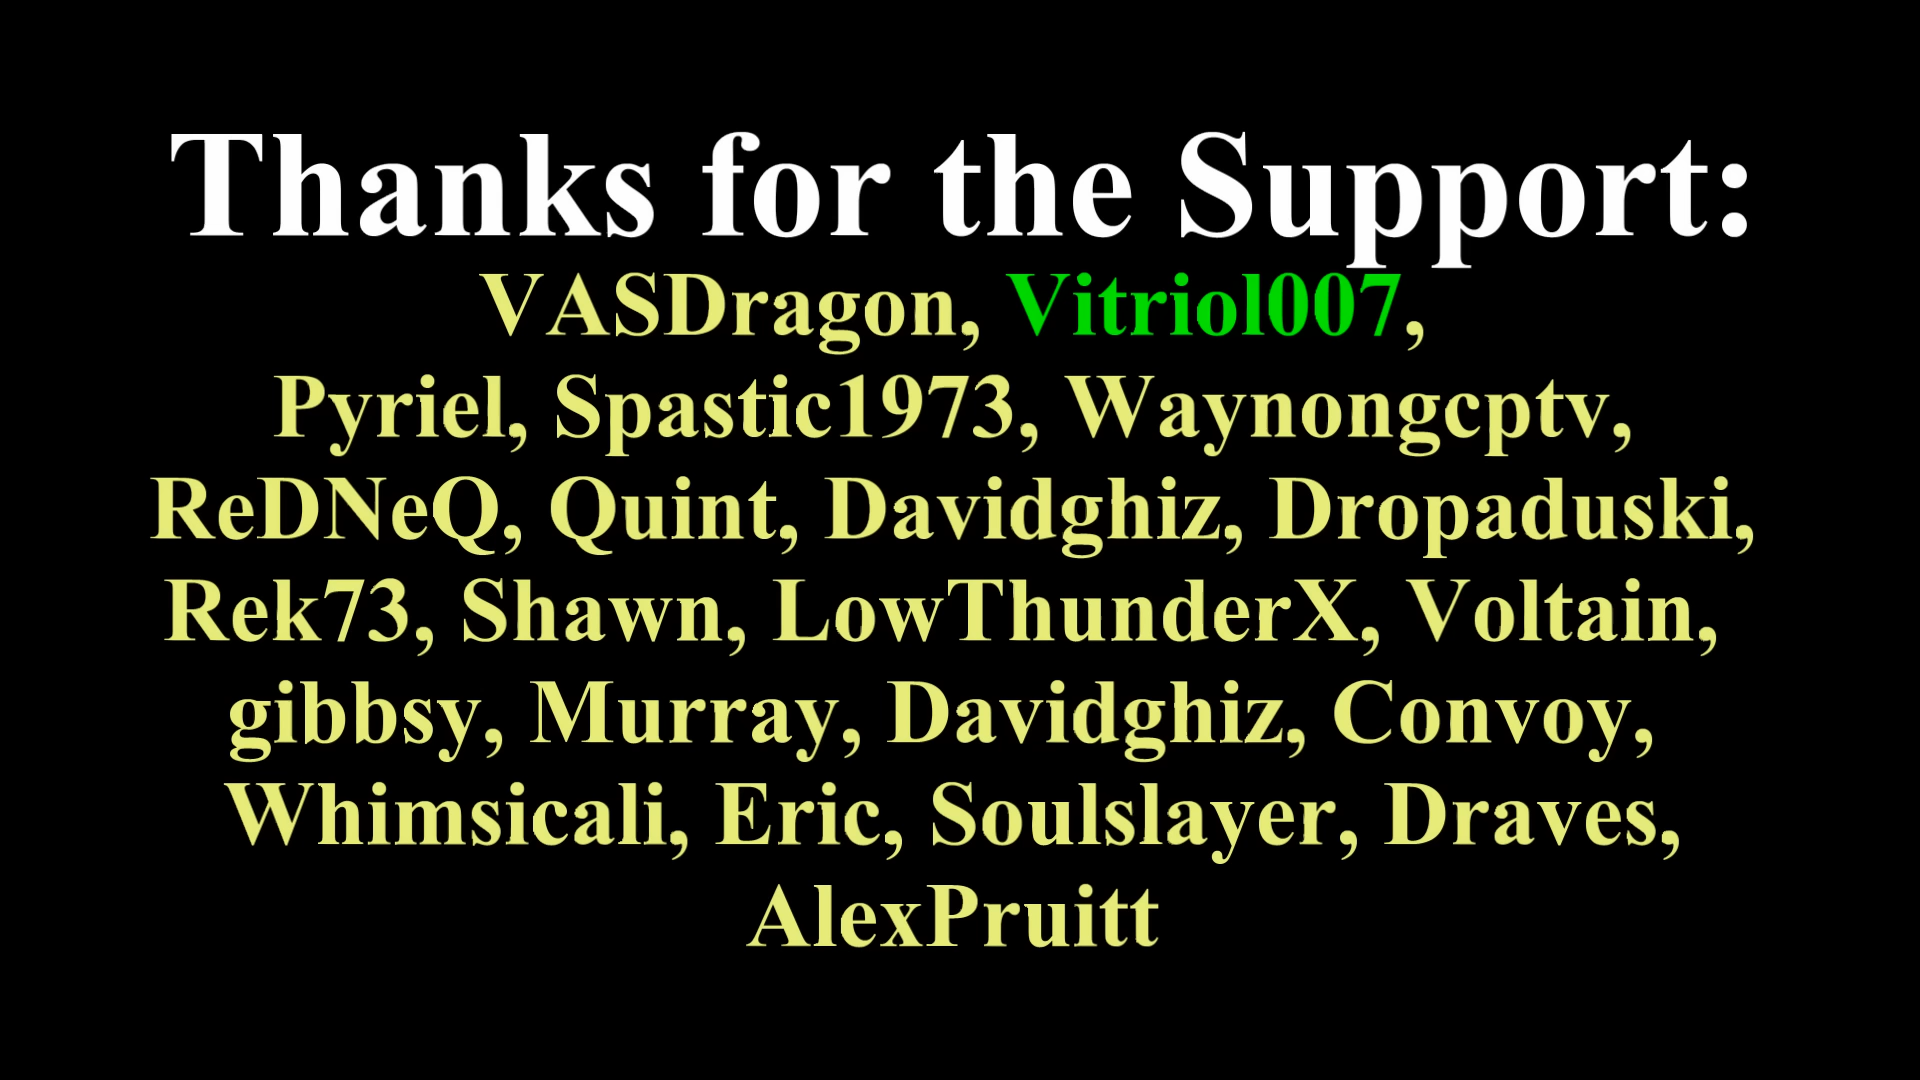 Thanks for the Support:
VASDragon, Vitriol007,
Pyriel, Spastic1973, Waynongcptv,
ReDNeQ, Quint, Davidghiz, Dropaduski,
Rek73, Shawn, LowThunderX, Voltain,
gibbsy, Murray, Davidghiz, Convoy,
Whimsicali, Eric, Soulslayer, Draves,
AlexPruitt